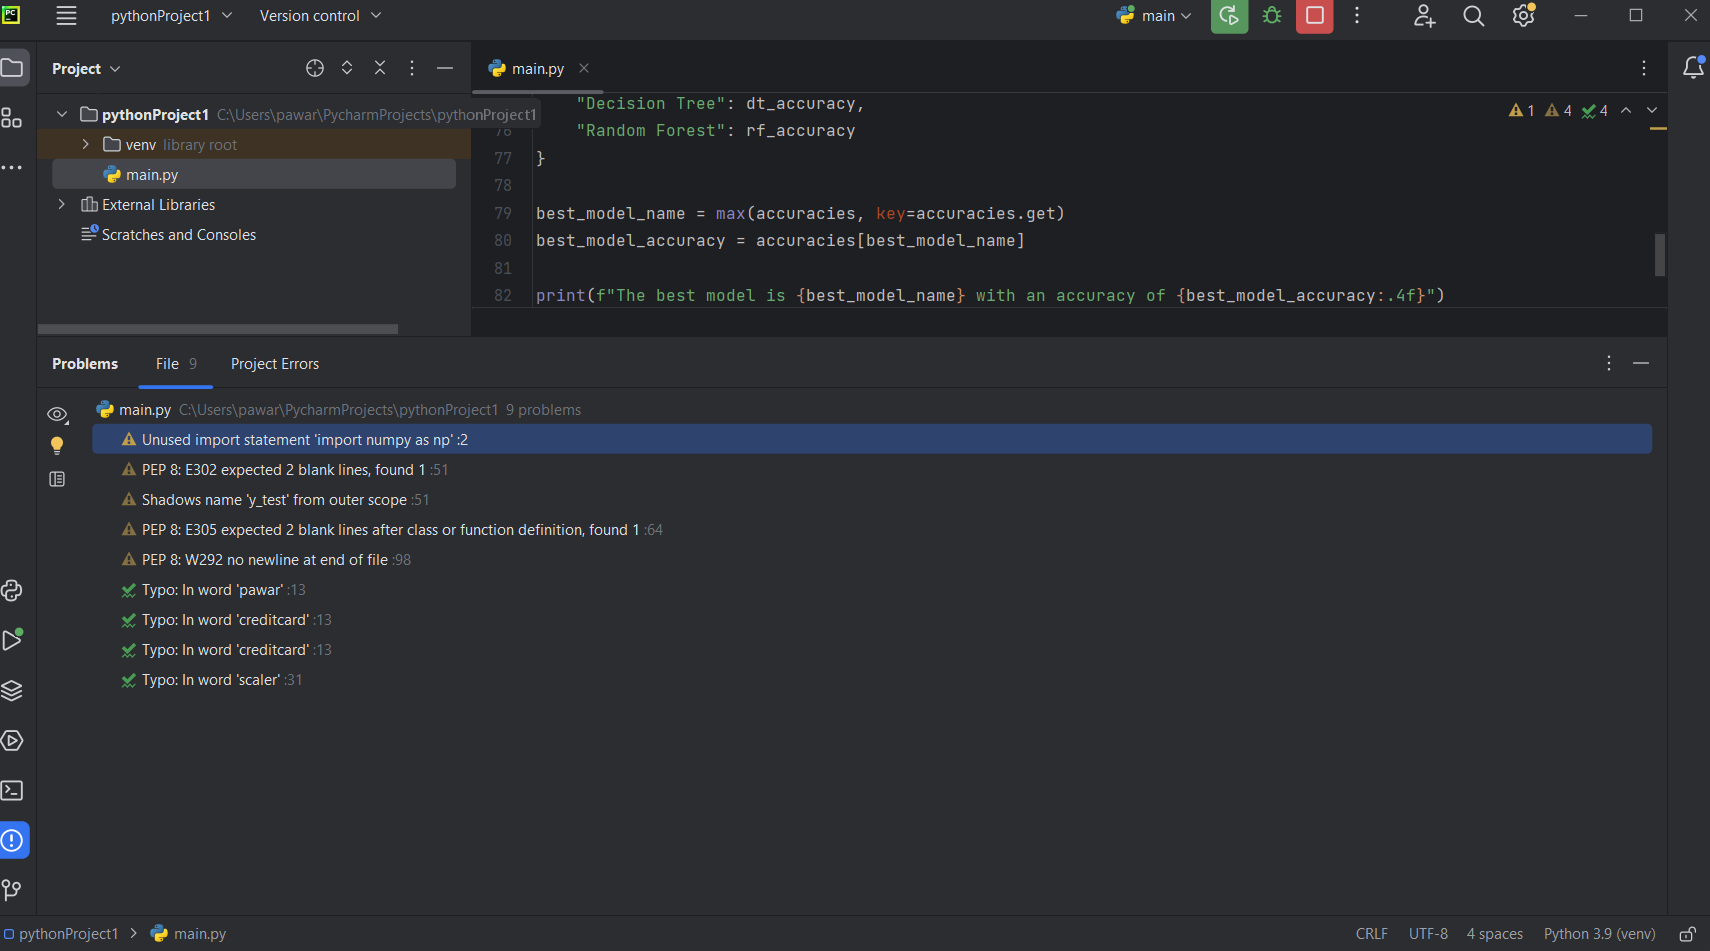 PC pythonProject1 Version control main
Project
main.py
pythonProject1 C:\Users\pawar\PycharmProjects\pythonProject1
venv library root
main.py
External Libraries
Scratches and Consoles
"Decision Tree": dt_accuracy,
76 "Random Forest": rf_accuracy
77 }
78
79 best_model_name = max(accuracies, key=accuracies.get)
80 best_model_accuracy = accuracies[best_model_name]
81
82 print(f"The best model is {best_model_name} with an accuracy of {best_model_accuracy:.4f}")
1 4 4
Problems File 9 Project Errors
main.py C:\Users\pawar\PycharmProjects\pythonProject1 9 problems
Unused import statement 'import numpy as np' :2
PEP 8: E302 expected 2 blank lines, found 1 :51
Shadows name 'y_test' from outer scope :51
PEP 8: E305 expected 2 blank lines after class or function definition, found 1 :64
PEP 8: W292 no newline at end of file :98
Typo: In word 'pawar' :13
Typo: In word 'creditcard' :13
Typo: In word 'creditcard' :13
Typo: In word 'scaler' :31
pythonProject1 > main.py
CRLF UTF-8 4 spaces Python 3.9 (venv)